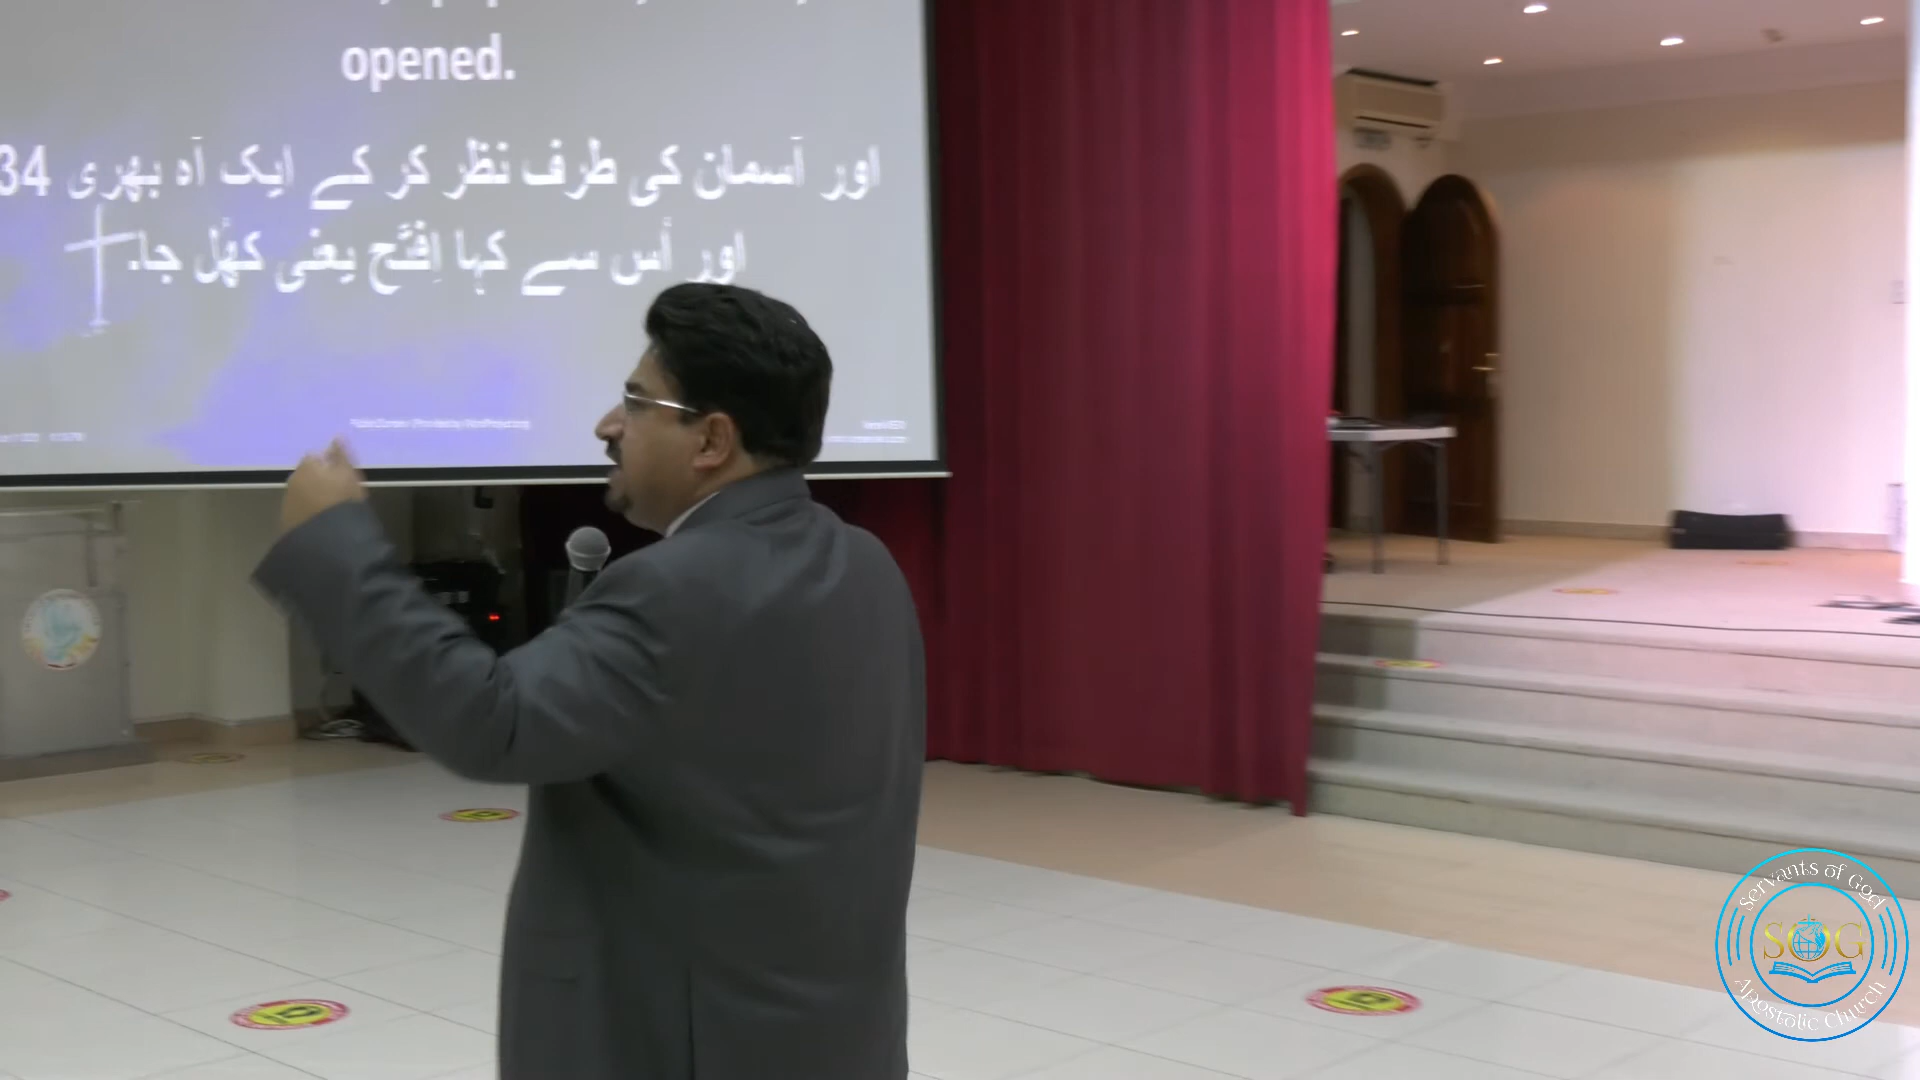 opened.
34 اور آسمان کی طرف نظر کر کے ایک آہ بھری
اور اُس سے کہا اِفتّح یعنی کھُل جا۔
Servants of God
SOG
Apostolic Church